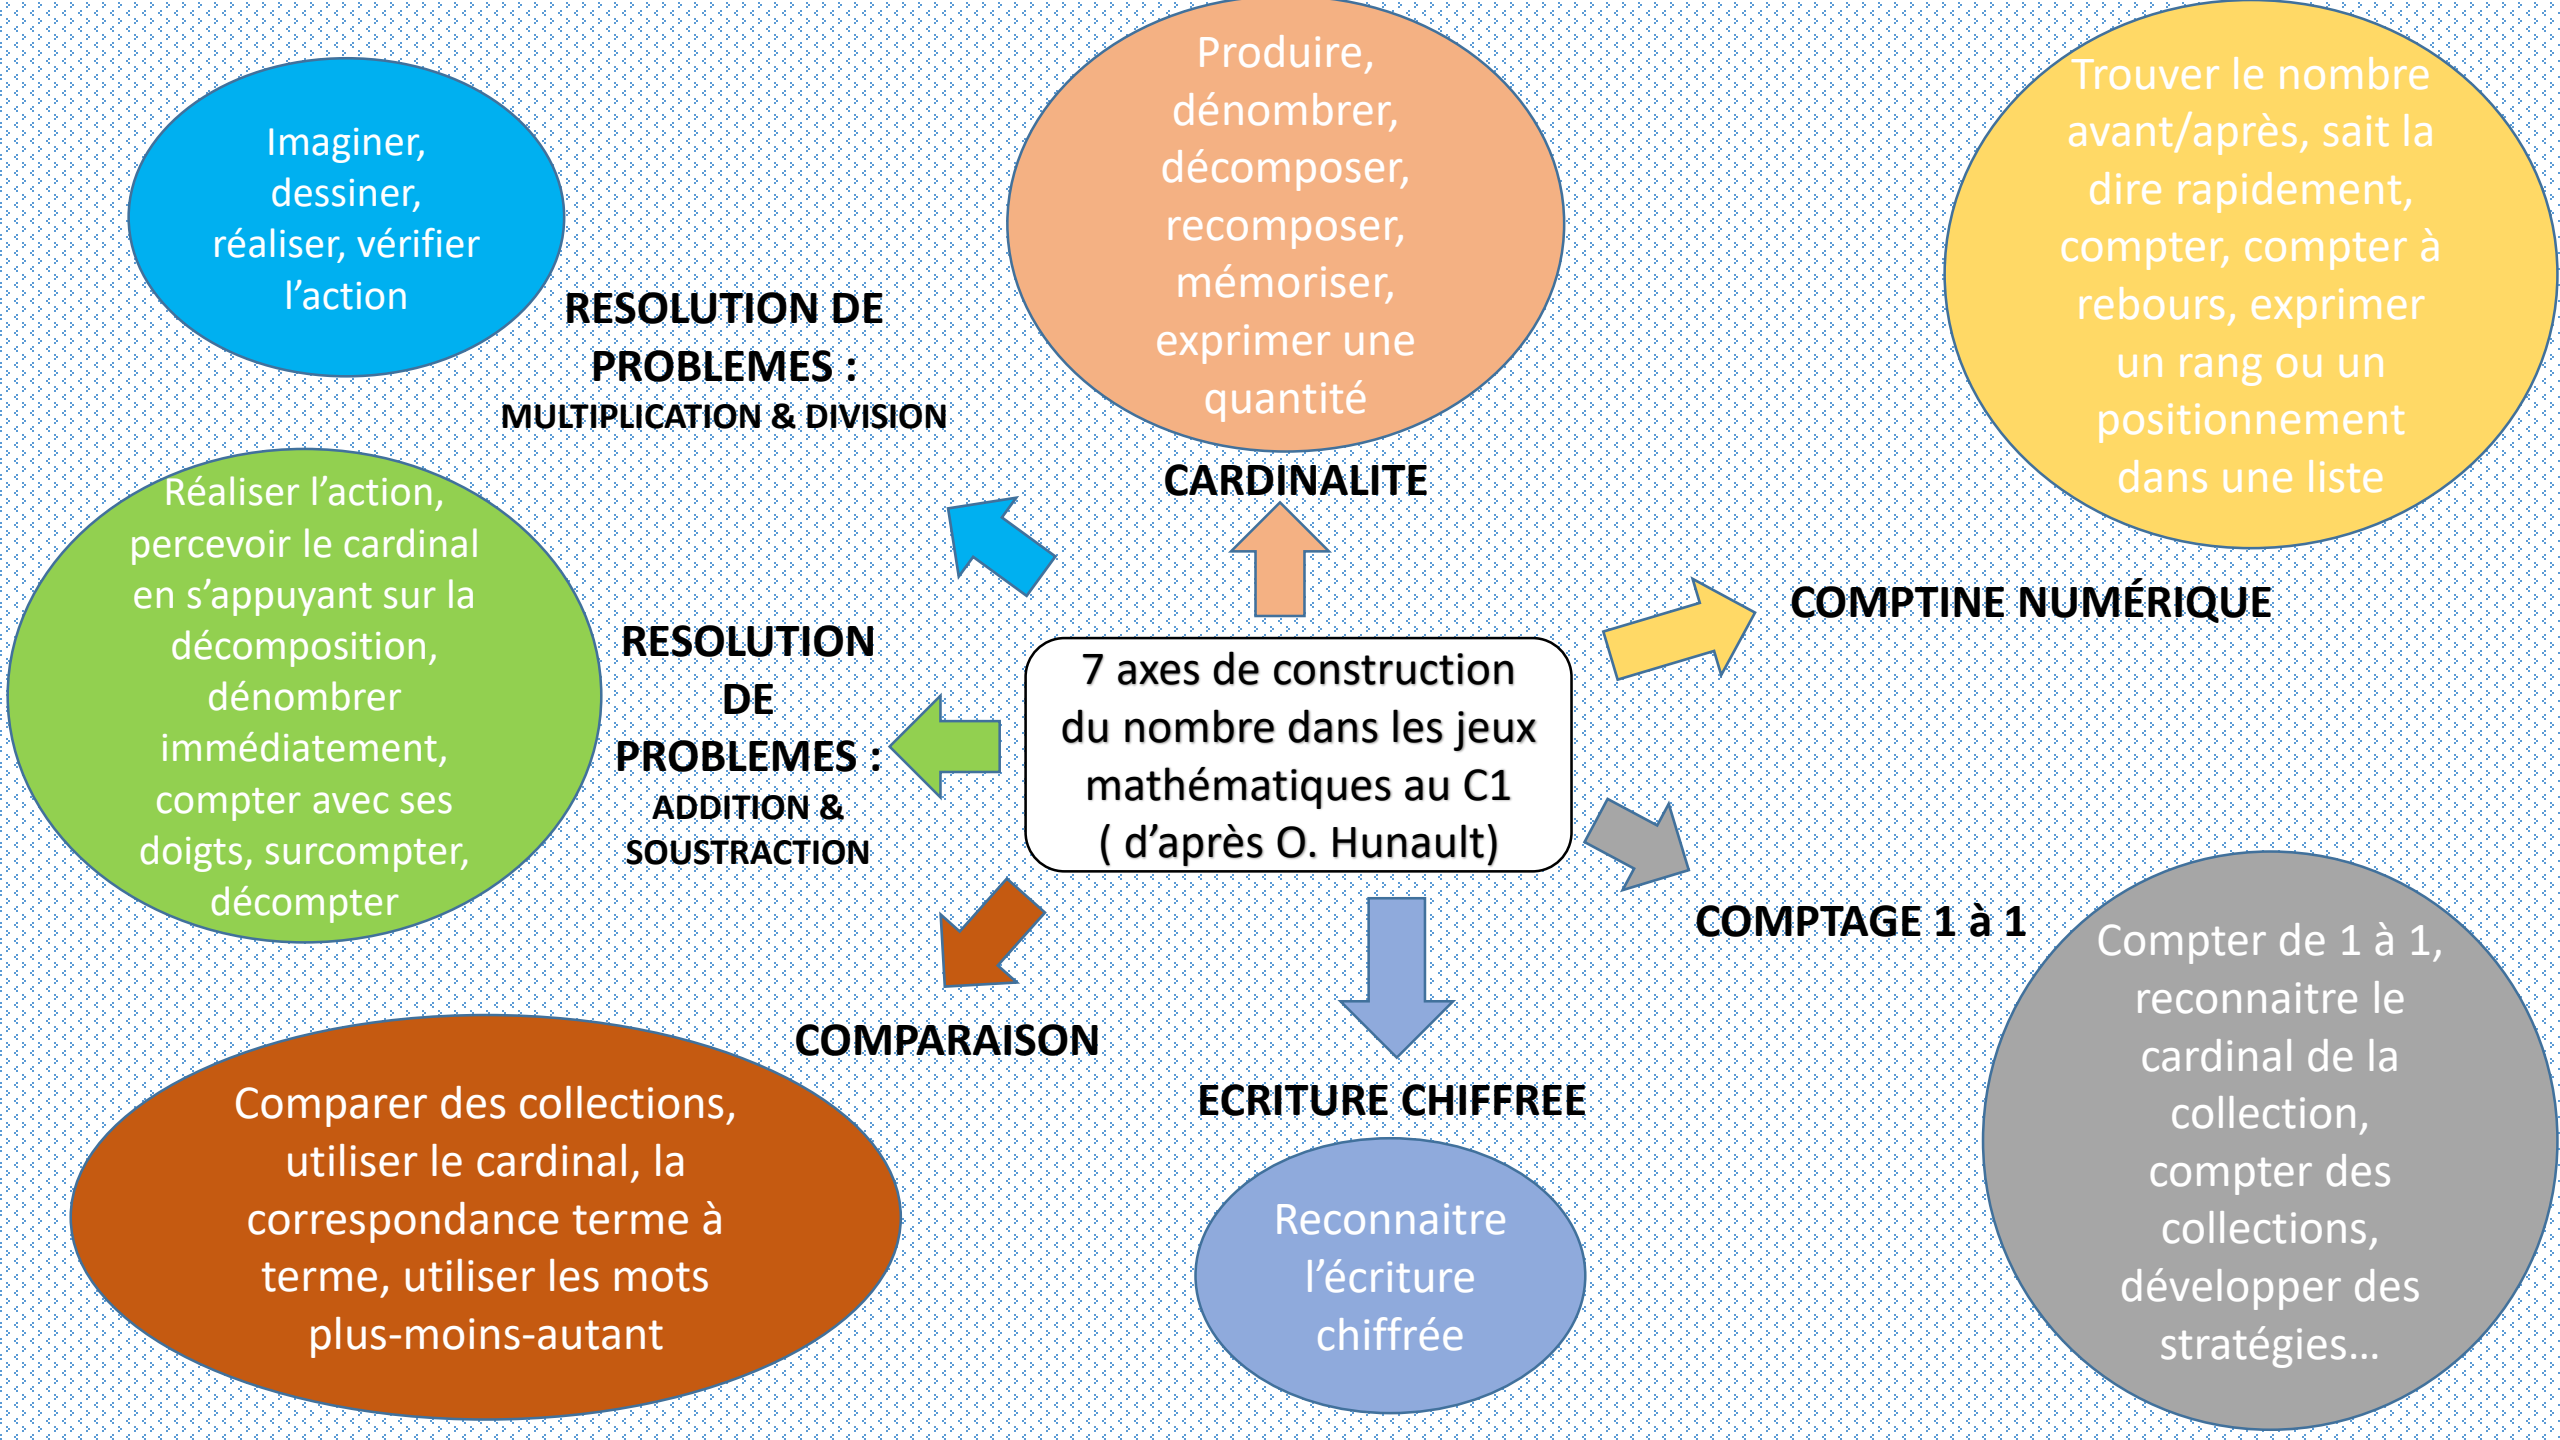 Imaginer,
dessiner,
réaliser, vérifier
l’action
RESOLUTION DE
PROBLEMES :
MULTIPLICATION & DIVISION
Produire,
dénombrer,
décomposer,
recomposer,
mémoriser,
exprimer une
quantité
CARDINALITE
Trouver le nombre
avant/après, sait la
dire rapidement,
compter, compter à
rebours, exprimer
un rang ou un
positionnement
dans une liste
COMPTINE NUMÉRIQUE
Réaliser l’action,
percevoir le cardinal
en s’appuyant sur la
décomposition,
dénombrer
immédiatement,
compter avec ses
doigts, surcompter,
décompter
RESOLUTION
DE
PROBLEMES :
ADDITION &
SOUSTRACTION
7 axes de construction
du nombre dans les jeux
mathématiques au C1
( d’après O. Hunault)
COMPTAGE 1 à 1
Compter de 1 à 1,
reconnaitre le
cardinal de la
collection,
compter des
collections,
développer des
stratégies…
COMPARAISON
Comparer des collections,
utiliser le cardinal, la
correspondance terme à
terme, utiliser les mots
plus-moins-autant
ECRITURE CHIFFREE
Reconnaitre
l’écriture
chiffrée